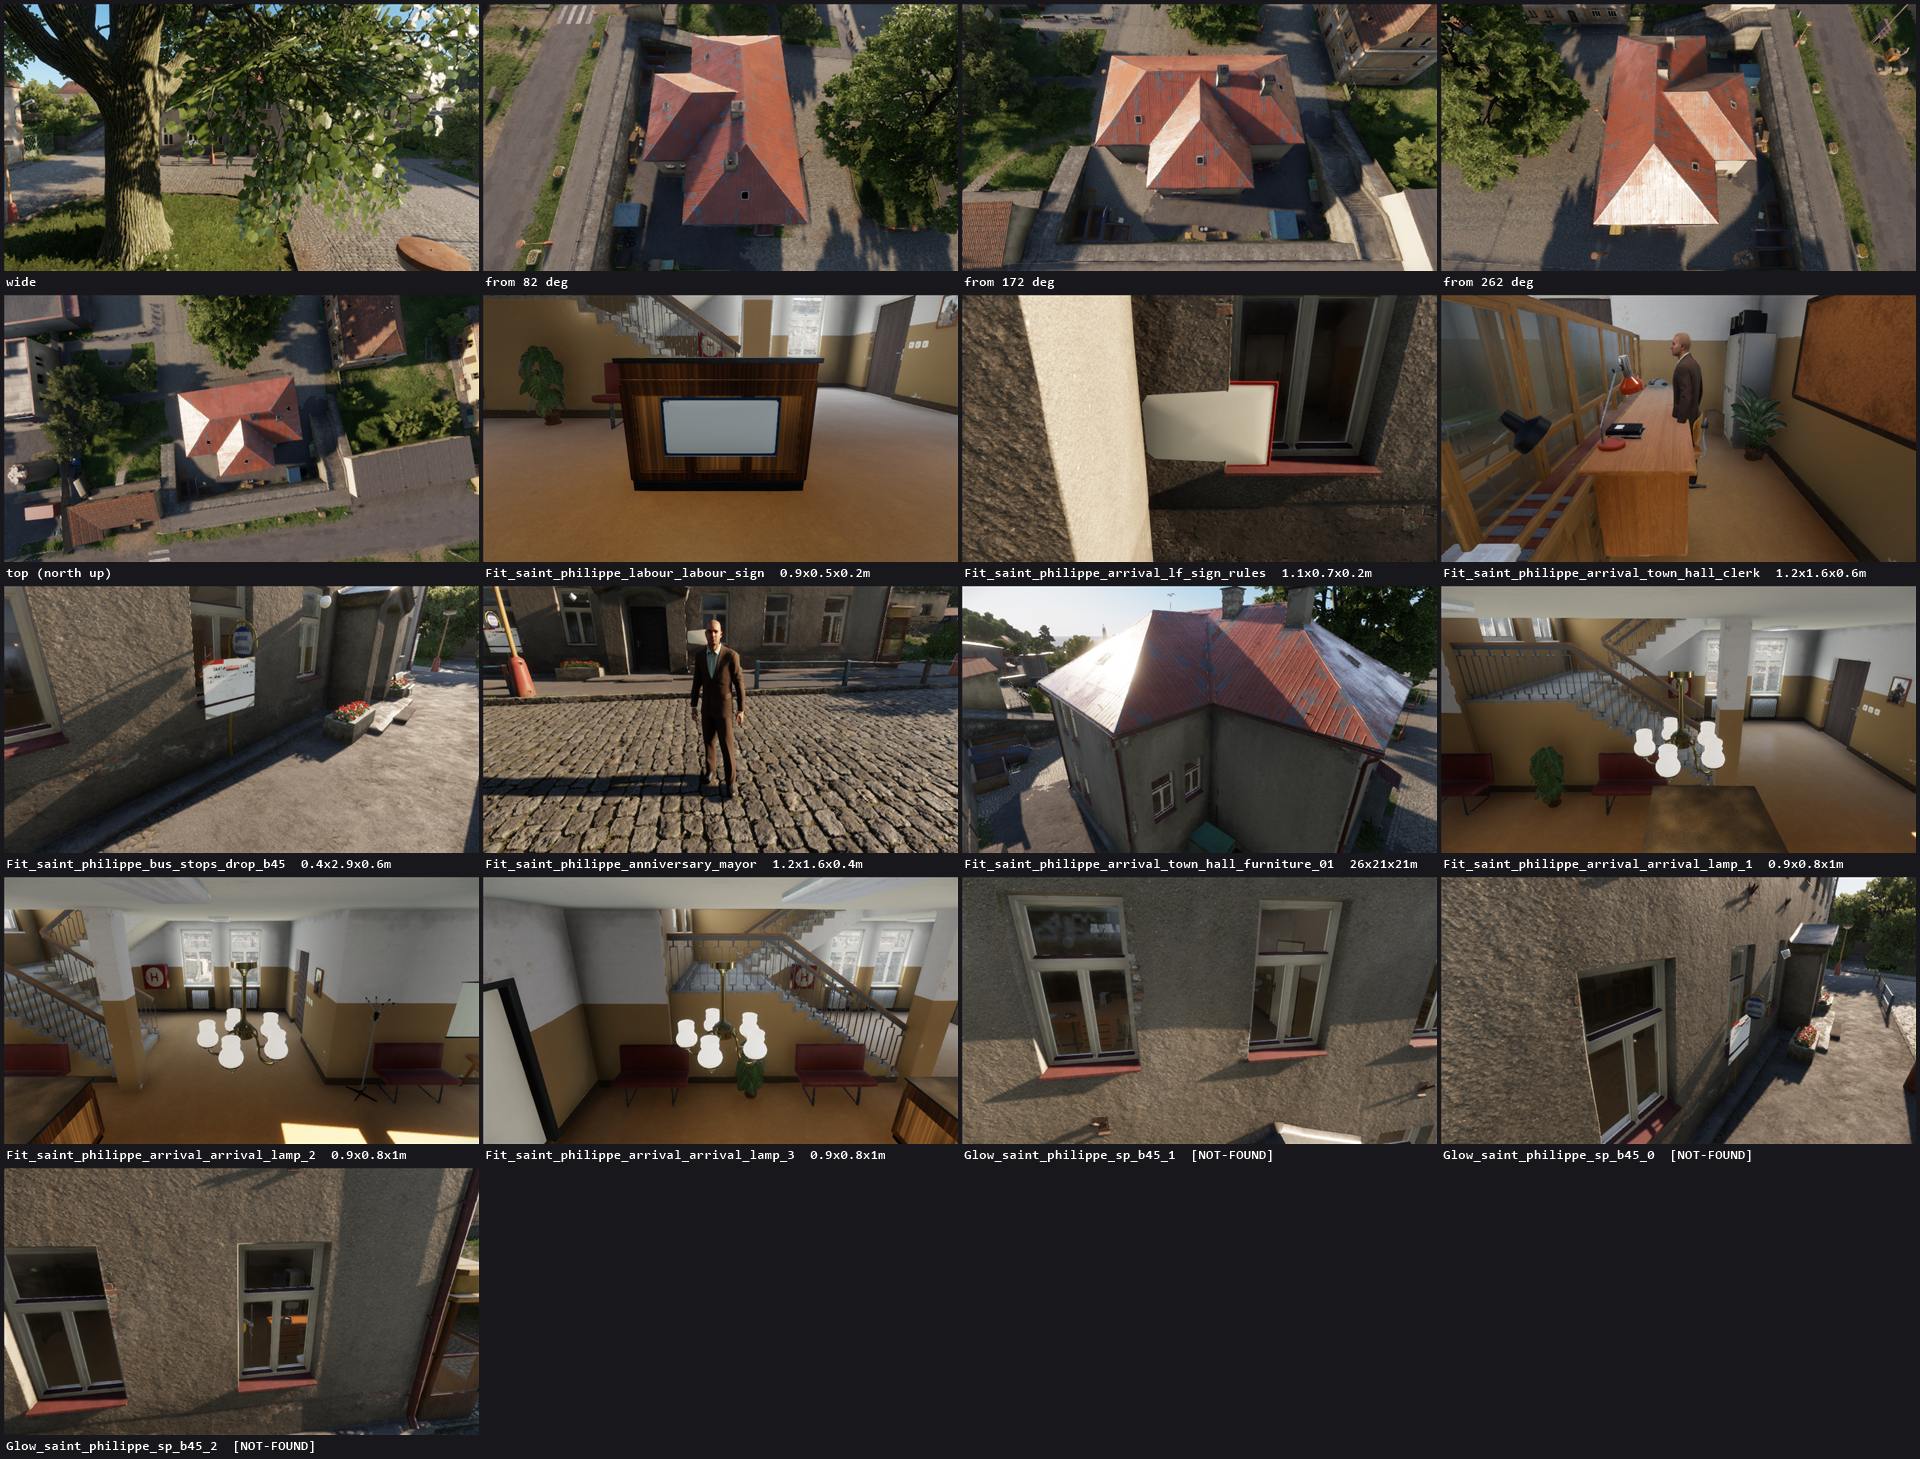 wide
from 82 deg
from 172 deg
from 262 deg
top (north up)
Fit_saint_philippe_labour_labour_sign 0.9x0.5x0.2m
Fit_saint_philippe_arrival_lf_sign_rules 1.1x0.7x0.2m
Fit_saint_philippe_arrival_town_hall_clerk 1.2x1.6x0.6m
Fit_saint_philippe_bus_stops_drop_b45 0.4x2.9x0.6m
Fit_saint_philippe_anniversary_mayor 1.2x1.6x0.4m
Fit_saint_philippe_arrival_town_hall_furniture_01 26x21x21m
Fit_saint_philippe_arrival_arrival_lamp_1 0.9x0.8x1m
H
H
Fit_saint_philippe_arrival_arrival_lamp_2 0.9x0.8x1m
Fit_saint_philippe_arrival_arrival_lamp_3 0.9x0.8x1m
Glow_saint_philippe_sp_b45_1 [NOT-FOUND]
Glow_saint_philippe_sp_b45_0 [NOT-FOUND]
Glow_saint_philippe_sp_b45_2 [NOT-FOUND]